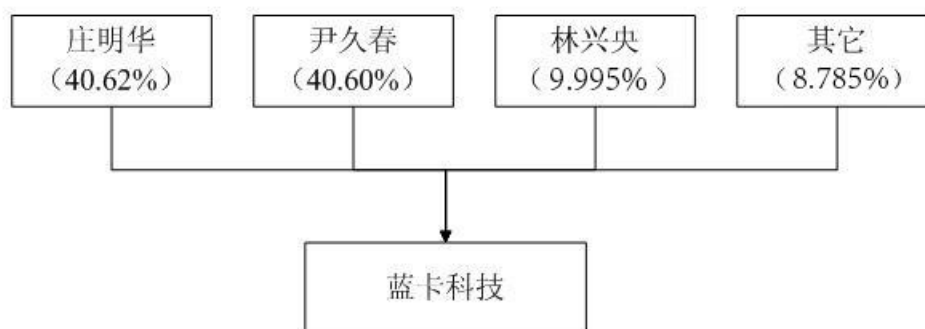 庄明华
（40.62%）
尹久春
（40.60%）
林兴央
（9.995%）
其它
（8.785%）
蓝卡科技